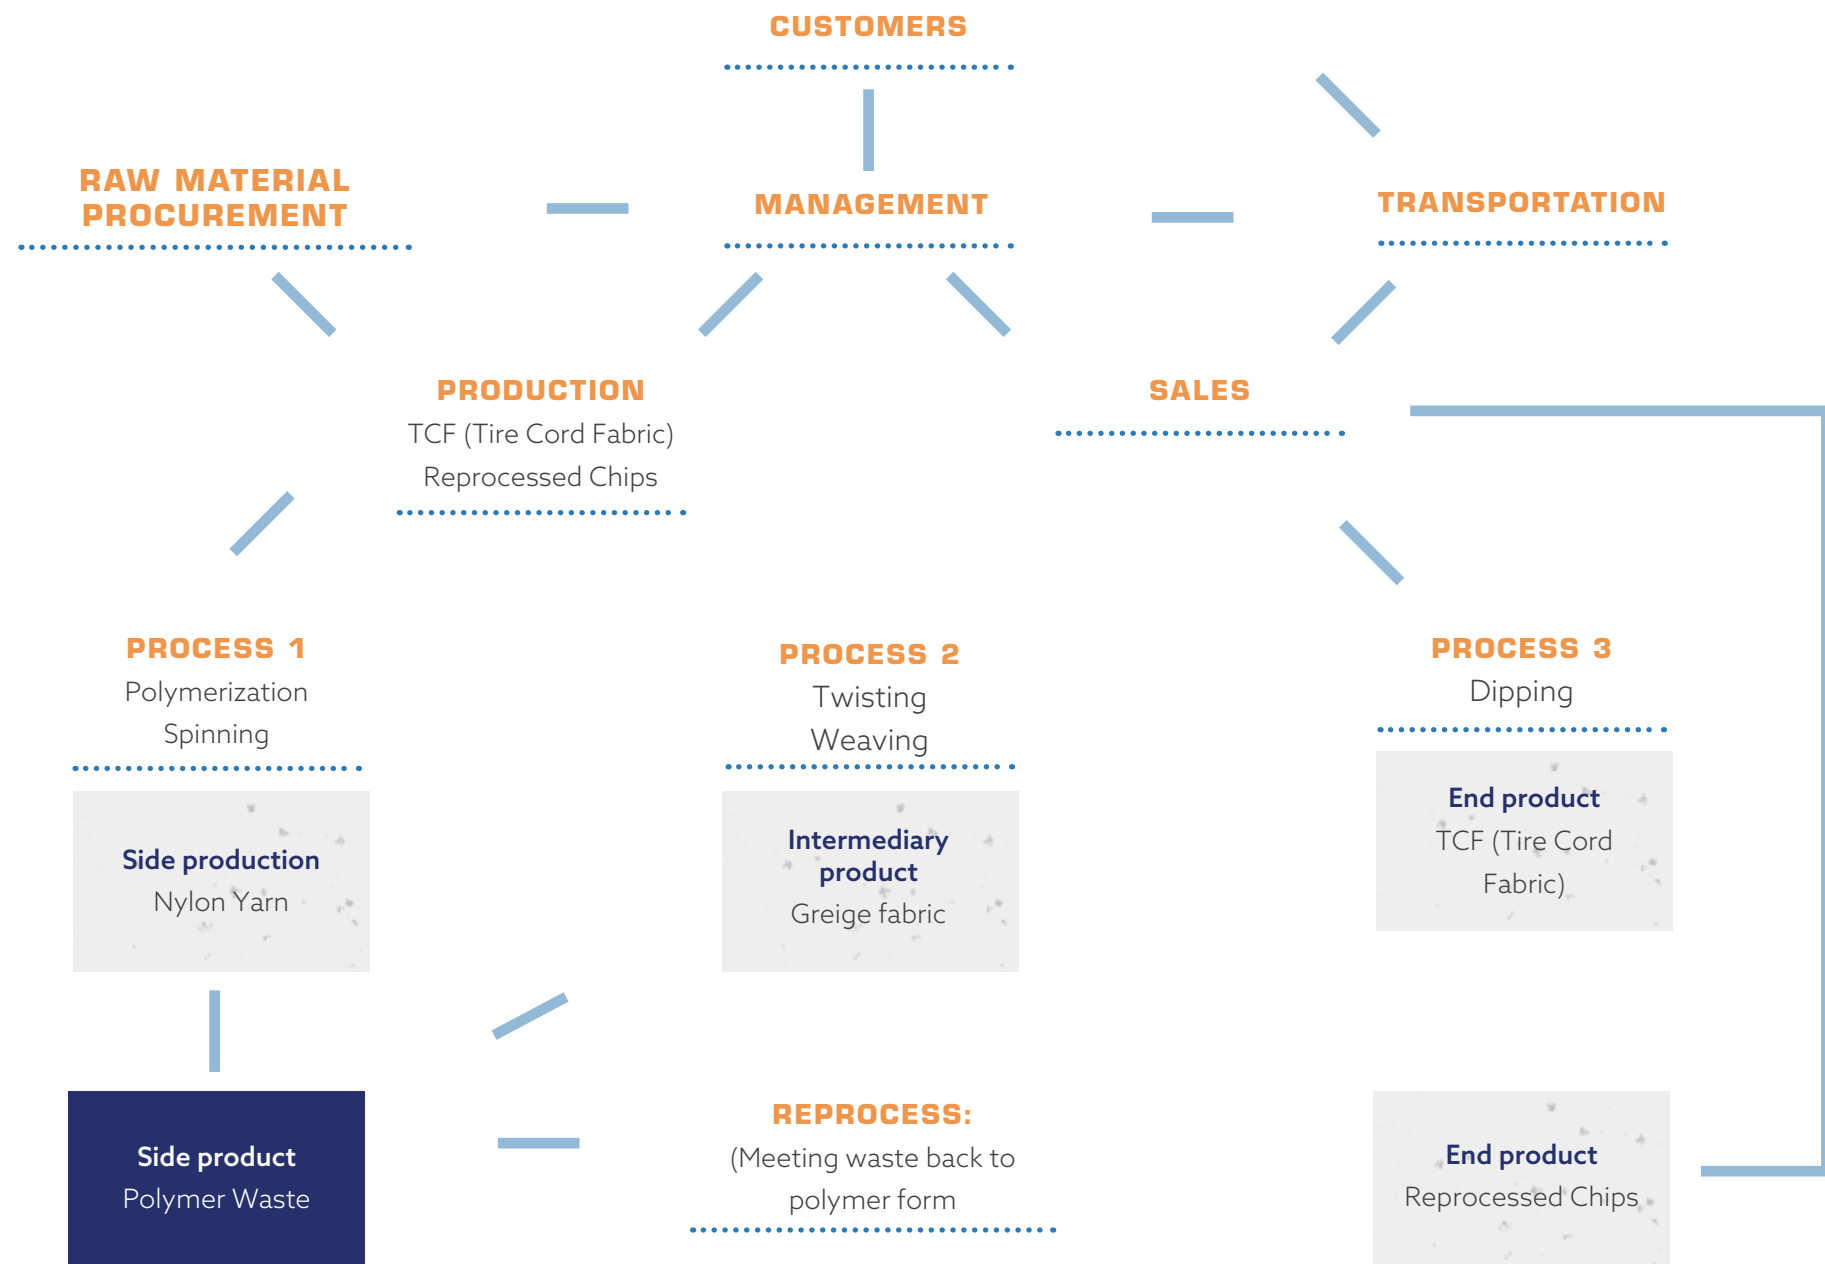 CUSTOMERS
RAW MATERIAL
PROCUREMENT
MANAGEMENT
TRANSPORTATION
PRODUCTION
TCF (Tire Cord Fabric)
Reprocessed Chips
SALES
PROCESS 1
Polymerization
Spinning
PROCESS 2
Twisting
Weaving
PROCESS 3
Dipping
Side production
Nylon Yarn
Intermediary
product
Greige fabric
End product
TCF (Tire Cord
Fabric)
Side product
Polymer Waste
REPROCESS:
(Meeting waste back to
polymer form
End product
Reprocessed Chips